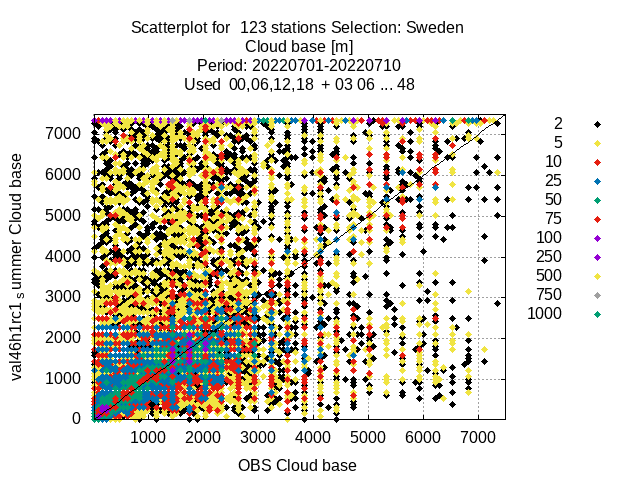 Scatterplot for  123 stations Selection: Sweden
Cloud base [m]
Period: 20220701-20220710
Used  00,06,12,18  + 03 06 ... 48
7000
6000
5000
4000
3000
2000
1000
0
val46h1rc1 s ummer Cloud base
1000 2000 3000 4000 5000 6000 7000
OBS Cloud base
2
5
10
25
50
75
100
250
500
750
1000